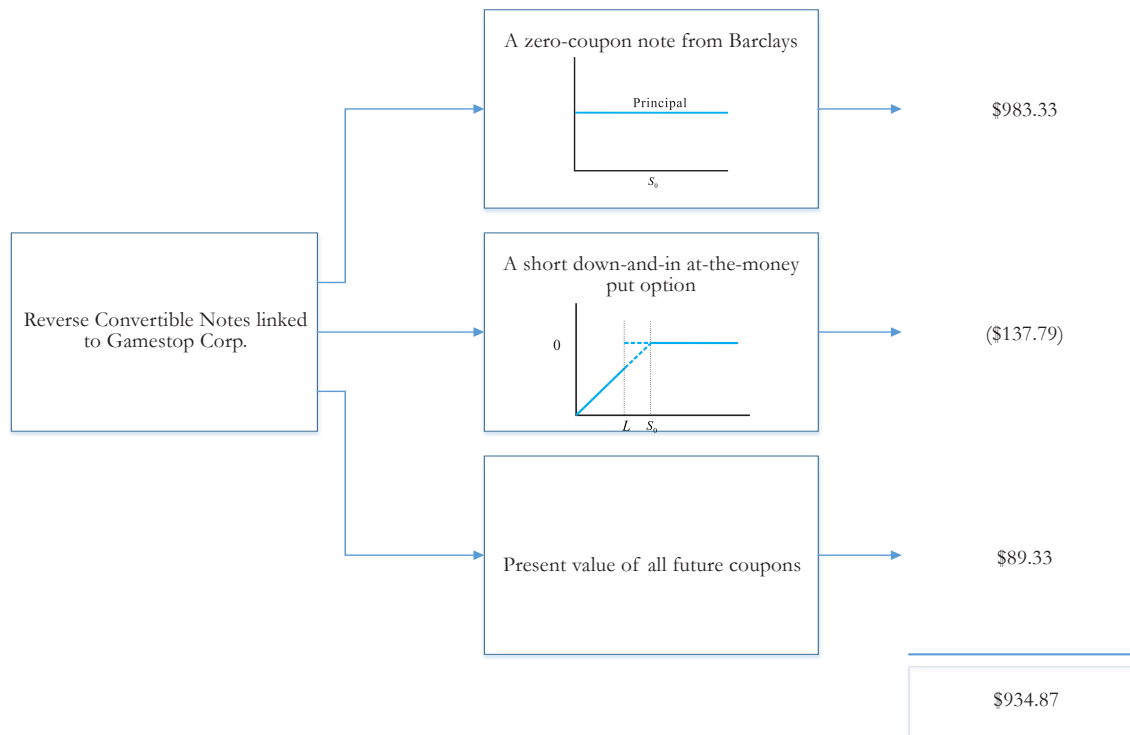 A zero-coupon note from Barclays
Principal
S₀
$983.33
Reverse Convertible Notes linked
to Gamestop Corp.
A short down-and-in at-the-money
put option
0
L S₀
($137.79)
Present value of all future coupons
$89.33
$934.87